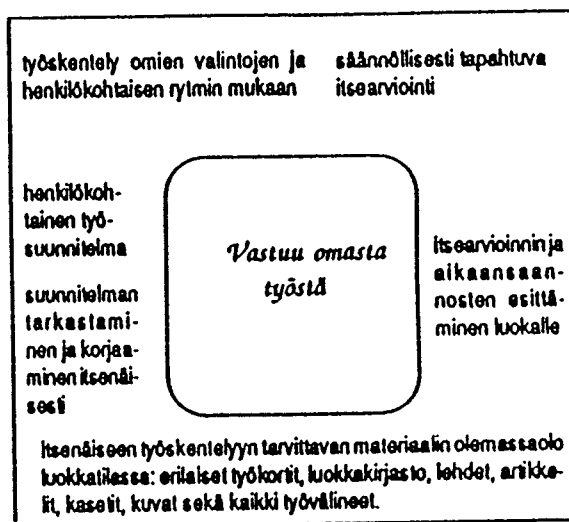 työskentely omien valintojen ja
henkilökohtaisen rytmin mukaan
säännöllisesti tapahtuva
itsearviointi
henkilökoh-
tainen työ-
suunnitelma
suunnitelman
tarkastami-
nen ja korjaa-
minen itsenäi-
sesti
Vastuu omasta
työstä
itsearvioinnin ja
aikaansaan-
nosten esittä-
minen luokalle
Itsenäiseen työskentelyyn tarvittavan materiaalin olemassaolo
luokkatilassa: erilaiset työkortit, luokkakirjasto, lehdet, artikke-
lit, kasetit, kuvat sekä kaikki työvälineet.